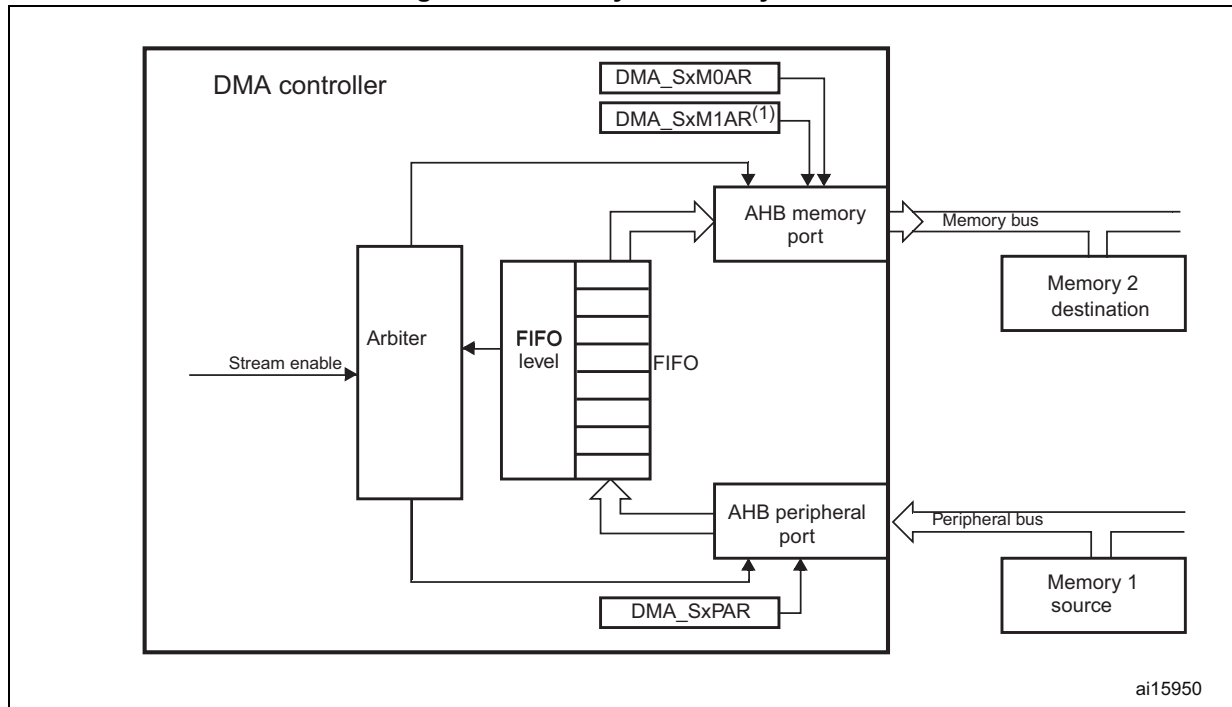 DMA controller
DMA_SxM0AR
DMA_SxM1AR(1)
AHB memory
port
Memory bus
Memory 2
destination
Arbiter
FIFO
level
FIFO
Stream enable
AHB peripheral
port
Peripheral bus
DMA_SxPAR
Memory 1
source
ai15950